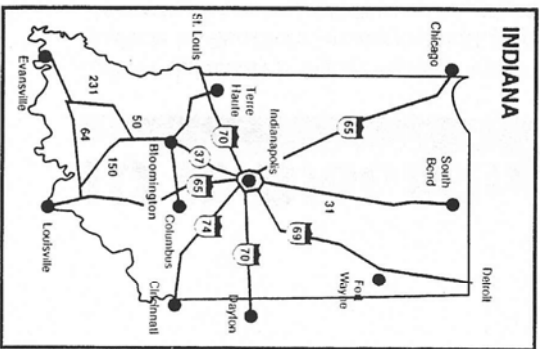 INDIANA
Chicago
South
Bend
Detroit
65
31
69
Fort
Wayne
Indianapolis
St. Louis
Terre
Haute
70
70
Dayton
37
65
74
Bloomington
Columbus
Cincinnati
50
231
150
64
Evansville
Louisville